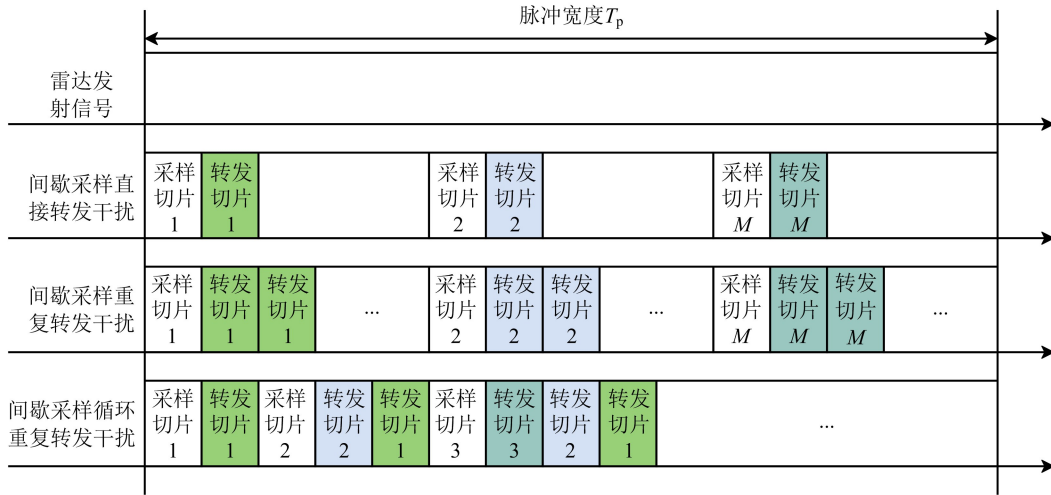 脉冲宽度Tp
雷达发
射信号
间歇采样直
接转发干扰
采样
切片
1
转发
切片
1
采样
切片
2
转发
切片
2
采样
切片
M
转发
切片
M
间歇采样重
复转发干扰
采样
切片
1
转发
切片
1
转发
切片
1
...
采样
切片
2
转发
切片
2
转发
切片
2
...
采样
切片
M
转发
切片
M
转发
切片
M
...
间歇采样循环
重复转发干扰
采样
切片
1
转发
切片
1
采样
切片
2
转发
切片
2
转发
切片
1
采样
切片
3
转发
切片
3
转发
切片
2
转发
切片
1
...